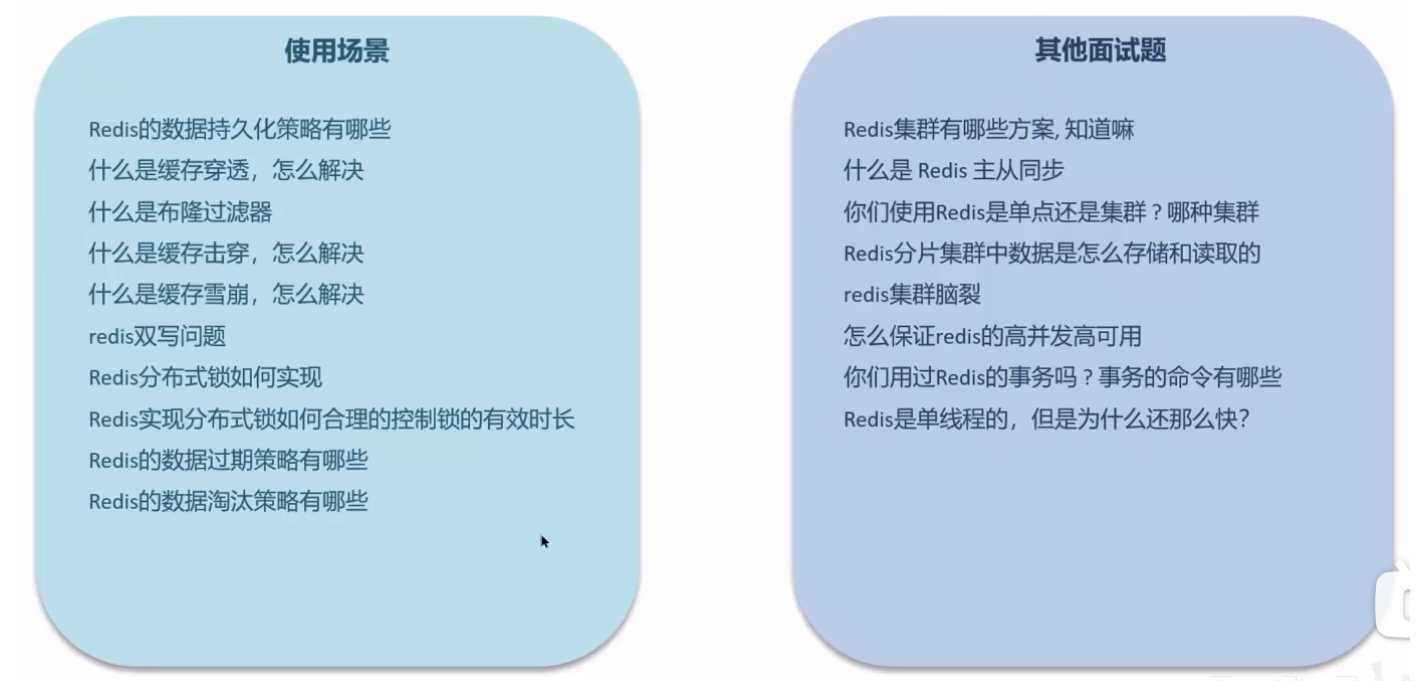 使用场景
Redis的数据持久化策略有哪些
什么是缓存穿透，怎么解决
什么是布隆过滤器
什么是缓存击穿，怎么解决
什么是缓存雪崩，怎么解决
redis双写问题
Redis分布式锁如何实现
Redis实现分布式锁如何合理的控制锁的有效时长
Redis的数据过期策略有哪些
Redis的数据淘汰策略有哪些
其他面试题
Redis集群有哪些方案, 知道嘛
什么是 Redis 主从同步
你们使用Redis是单点还是集群 ? 哪种集群
Redis分片集群中数据是怎么存储和读取的
redis集群脑裂
怎么保证redis的高并发高可用
你们用过Redis的事务吗 ? 事务的命令有哪些
Redis是单线程的，但是为什么还那么快?